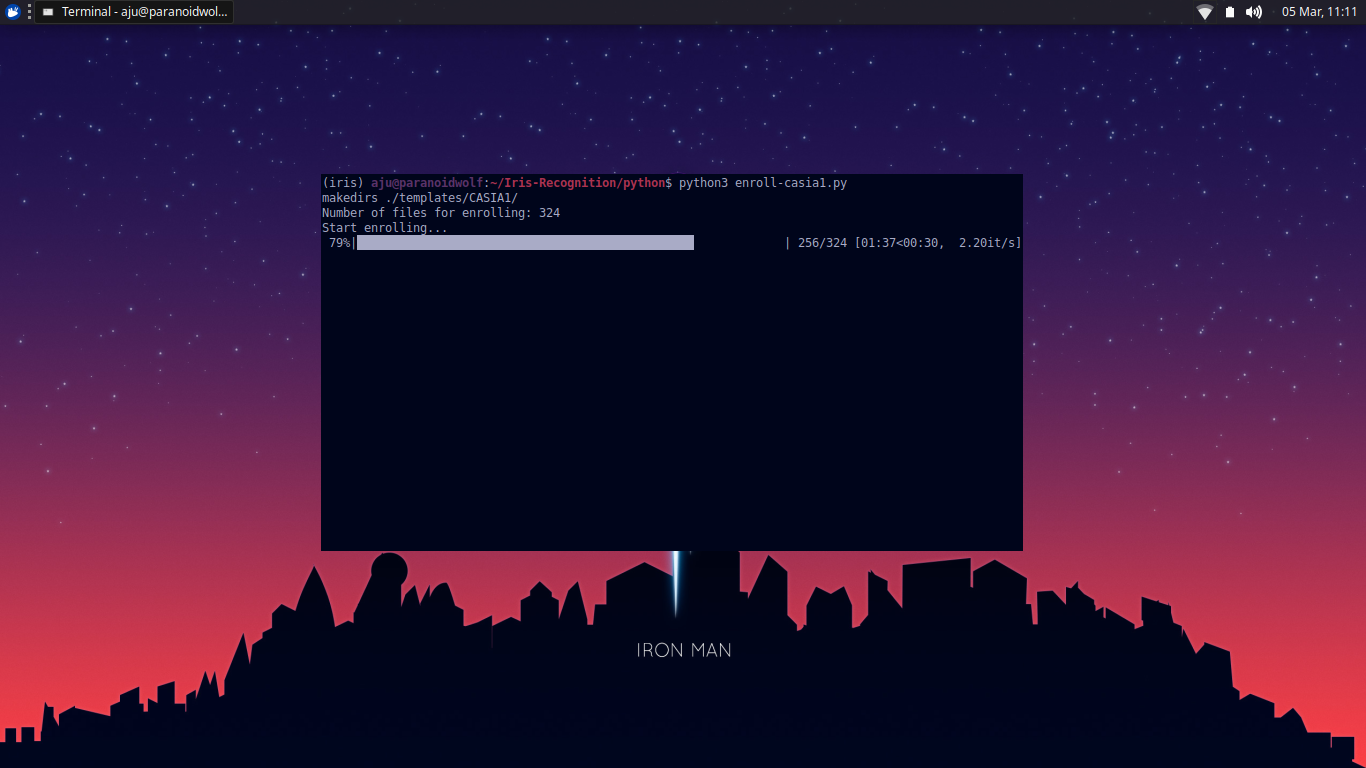 Terminal - aju@paranoidwol...
05 Mar, 11:11
(iris) aju@paranoidwolf:~/Iris-Recognition/python$ python3 enroll-casia1.py
makedirs ./templates/CASIA1/
Number of files for enrolling: 324
Start enrolling...
79%| | 256/324 [01:37<00:30, 2.20it/s]
IRON MAN